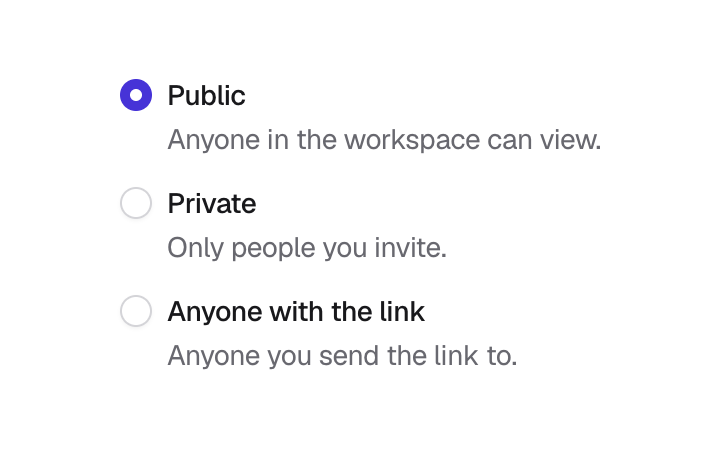 Public
Anyone in the workspace can view.
Private
Only people you invite.
Anyone with the link
Anyone you send the link to.